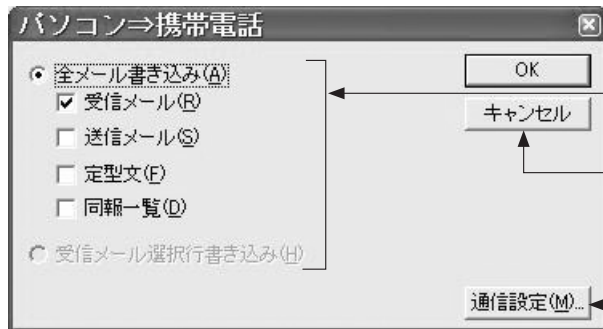 パソコン⇒携帯電話
全メール書き込み(A)
受信メール(R)
送信メール(S)
定型文(F)
同報一覧(D)
受信メール選択行書き込み(H)
OK
キャンセル
通信設定(M)...